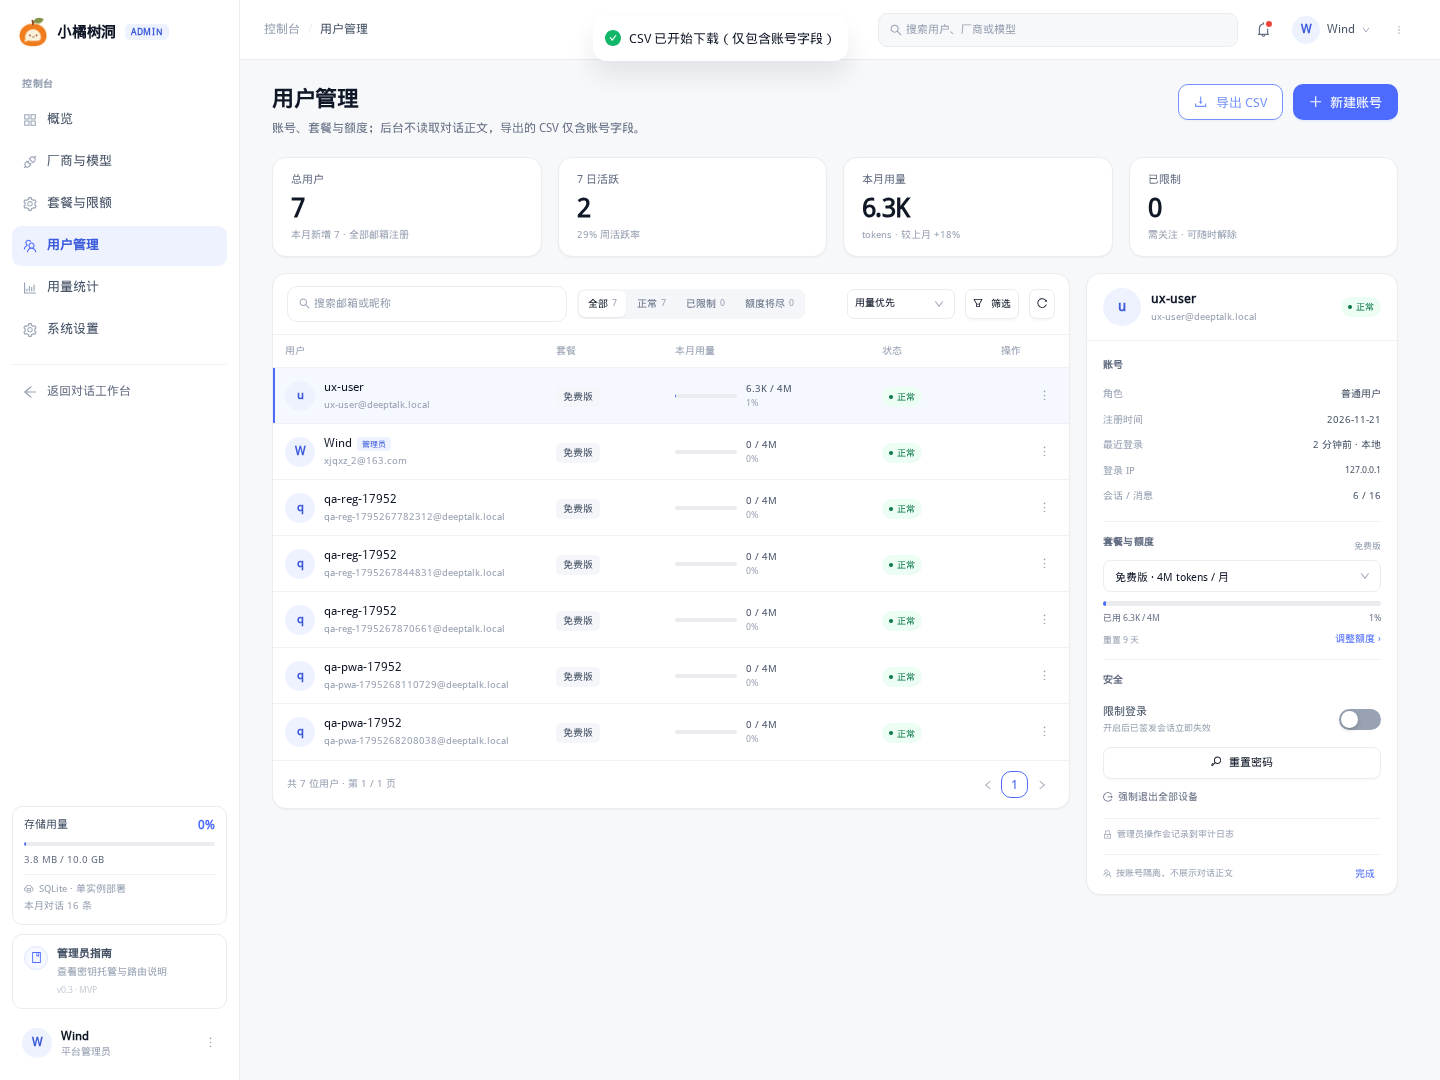 小橘树洞 ADMIN
控制台
概览
厂商与模型
套餐与限额
用户管理
用量统计
系统设置
返回对话工作台
存储用量 0%
3.8 MB / 10.0 GB
SQLite · 单实例部署
本月对话 16 条
管理员指南
查看密钥托管与路由说明
v0.3 · MVP
W Wind
平台管理员
控制台 / 用户管理
CSV 已开始下载（仅包含账号字段）
搜索用户、厂商或模型
W Wind
用户管理
账号、套餐与额度；后台不读取对话正文，导出的 CSV 仅含账号字段。
导出 CSV
新建账号
总用户
7
本月新增 7 · 全部邮箱注册
7 日活跃
2
29% 周活跃率
本月用量
6.3K
tokens · 较上月 +18%
已限制
0
需关注 · 可随时解除
搜索邮箱或昵称
全部 7 正常 7 已限制 0 额度将尽 0
用量优先
筛选
用户 套餐 本月用量 状态 操作
u ux-user 免费版 6.3K / 4M 正常
ux-user@deeptalk.local 1%
W Wind 管理员 免费版 0 / 4M 正常
xjqxz_2@163.com 0%
q qa-reg-17952 免费版 0 / 4M 正常
qa-reg-1795267782312@deeptalk.local 0%
q qa-reg-17952 免费版 0 / 4M 正常
qa-reg-1795267844831@deeptalk.local 0%
q qa-reg-17952 免费版 0 / 4M 正常
qa-reg-1795267870661@deeptalk.local 0%
q qa-pwa-17952 免费版 0 / 4M 正常
qa-pwa-1795268110729@deeptalk.local 0%
q qa-pwa-17952 免费版 0 / 4M 正常
qa-pwa-1795268208038@deeptalk.local 0%
共 7 位用户 · 第 1 / 1 页
1
u ux-user 正常
ux-user@deeptalk.local
账号
角色 普通用户
注册时间 2026-11-21
最近登录 2 分钟前 · 本地
登录 IP 127.0.0.1
会话 / 消息 6 / 16
套餐与额度 免费版
免费版 · 4M tokens / 月
已用 6.3K / 4M 1%
重置 9 天 调整额度 ›
安全
限制登录
开启后已签发会话立即失效
重置密码
强制退出全部设备
管理员操作会记录到审计日志
按账号隔离，不展示对话正文 完成